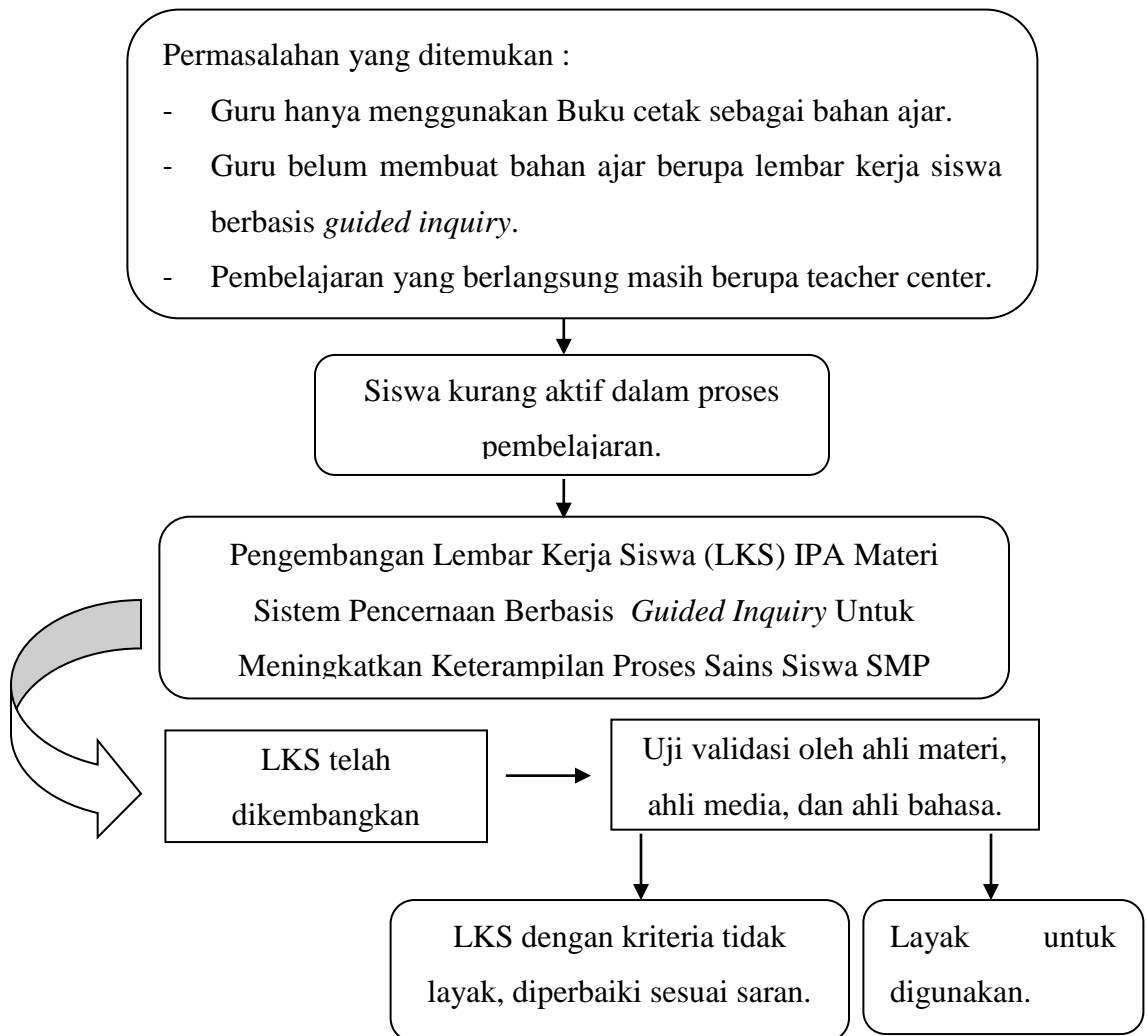 Permasalahan yang ditemukan :
- Guru hanya menggunakan Buku cetak sebagai bahan ajar.
- Guru belum membuat bahan ajar berupa lembar kerja siswa
berbasis guided inquiry.
- Pembelajaran yang berlangsung masih berupa teacher center.
Siswa kurang aktif dalam proses
pembelajaran.
Pengembangan Lembar Kerja Siswa (LKS) IPA Materi
Sistem Pencernaan Berbasis Guided Inquiry Untuk
Meningkatkan Keterampilan Proses Sains Siswa SMP
LKS telah
dikembangkan
Uji validasi oleh ahli materi,
ahli media, dan ahli bahasa.
LKS dengan kriteria tidak
layak, diperbaiki sesuai saran.
Layak untuk
digunakan.